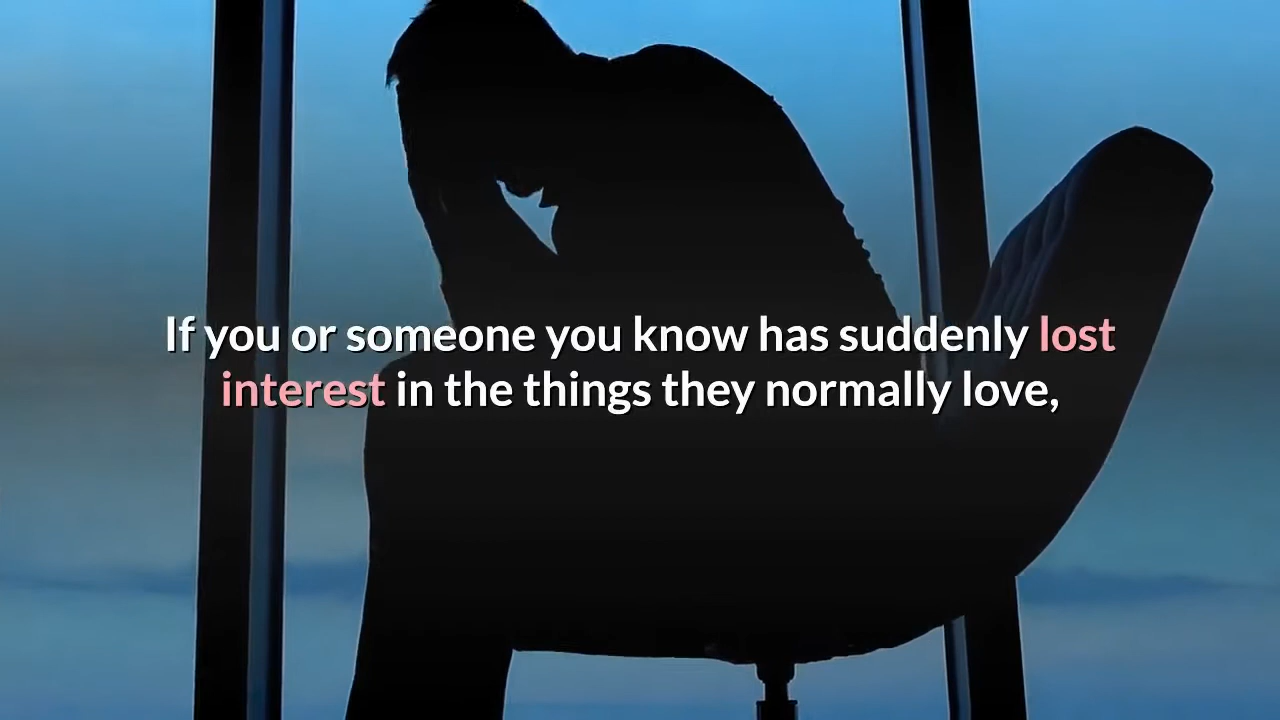 If you or someone you know has suddenly lost
interest in the things they normally love,